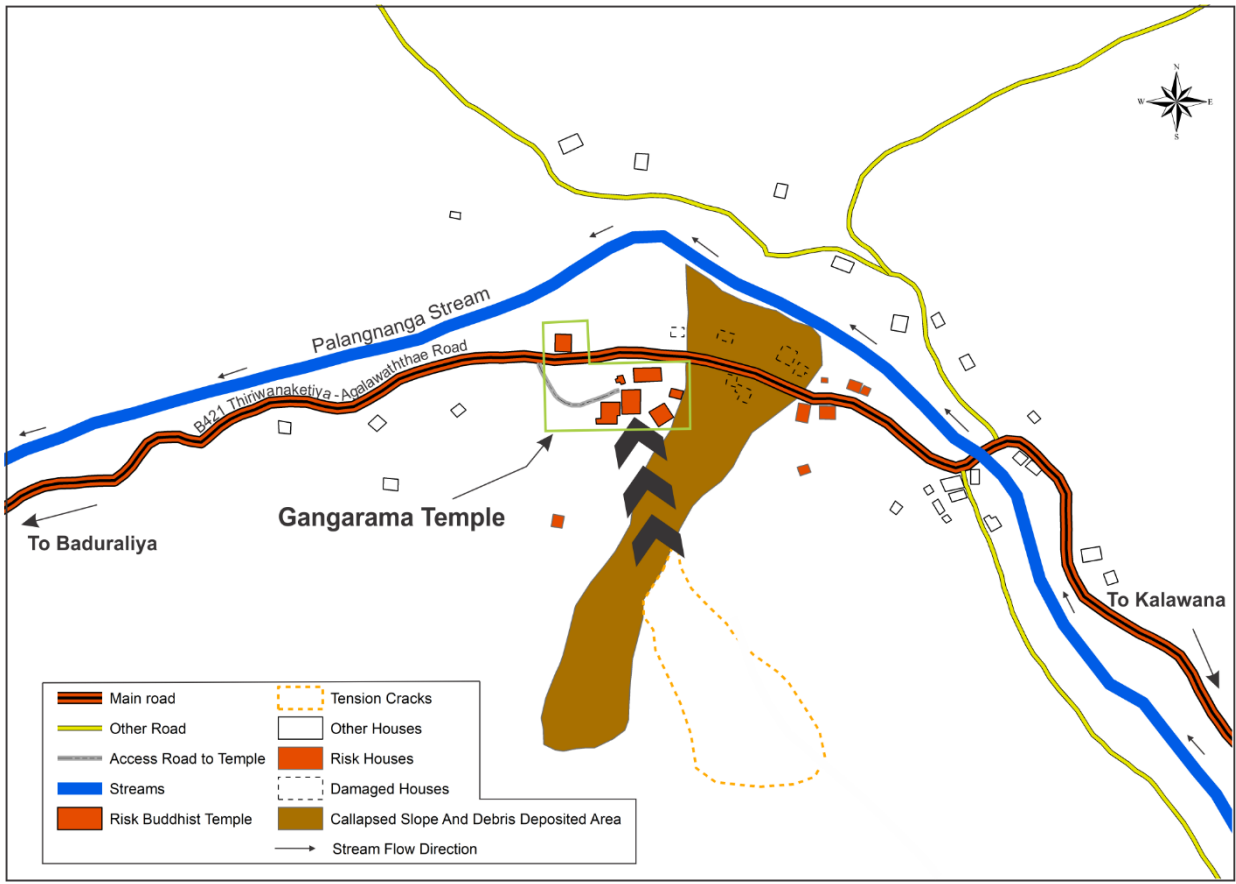 N
W
E
S
Palangnanga Stream
B421 Thiriwanaketiya -Agalawaththae Road
Gangarama Temple
To Baduraliya
To Kalawana
Main road
Other Road
Access Road to Temple
Streams
Risk Buddhist Temple
Tension Cracks
Other Houses
Risk Houses
Damaged Houses
Callapsed Slope And Debris Deposited Area
Stream Flow Direction